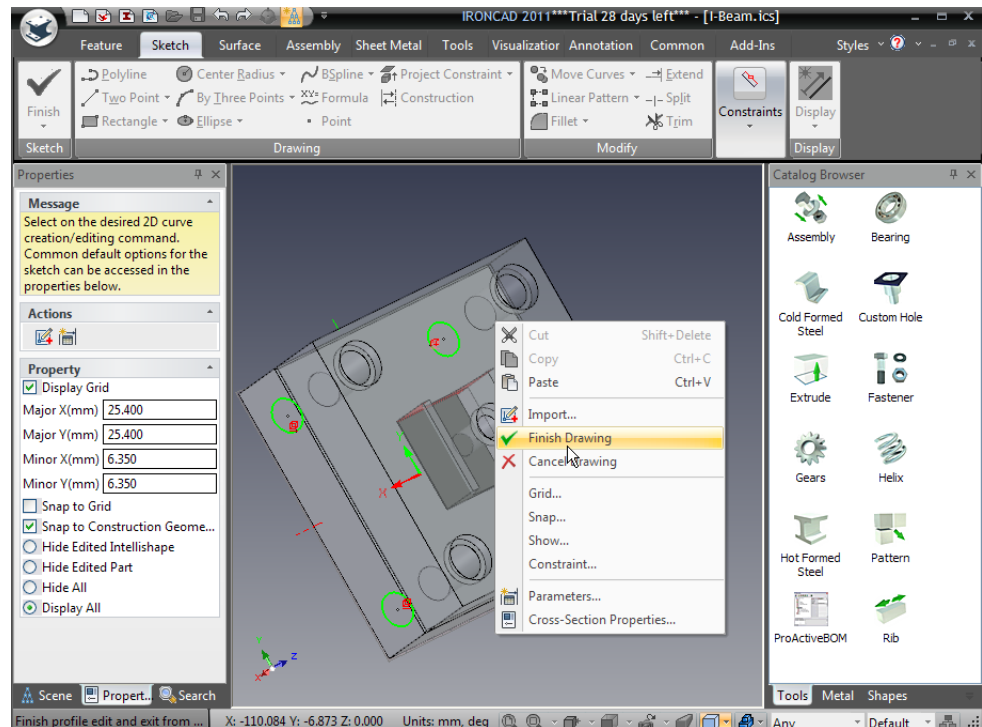 IRONCAD 2011***Trial 28 days left*** - [I-Beam.ics]
Feature Sketch Surface Assembly Sheet Metal Tools Visualization Annotation Common Add-Ins Styles
Polyline Center Radius BSpline Project Constraint Move Curves Extend
Two Point By Three Points Formula Construction Linear Pattern Split
Finish Constraints Display
Rectangle Ellipse Point Fillet Trim
Sketch Drawing Modify Display
Properties
Message
Select on the desired 2D curve
creation/editing command.
Common default options for the
sketch can be accessed in the
properties below.
Actions
Property
Display Grid
Major X(mm) 25.400
Major Y(mm) 25.400
Minor X(mm) 6.350
Minor Y(mm) 6.350
Snap to Grid
Snap to Construction Geome...
Hide Edited Intellishape
Hide Edited Part
Hide All
Display All
Scene Propert... Search
X
Y
Z
X
Cut Shift+Delete
Copy Ctrl+C
Paste Ctrl+V
Import...
Finish Drawing
Cancel Drawing
Grid...
Snap...
Show...
Constraint...
Parameters...
Cross-Section Properties...
Catalog Browser
Assembly Bearing
Cold Formed Custom Hole
Steel
Extrude Fastener
Gears Helix
Hot Formed Pattern
Steel
ProActiveBOM Rib
Tools Metal Shapes
Finish profile edit and exit from ... X: -110.084 Y: -6.873 Z: 0.000 Units: mm, deg Any Default